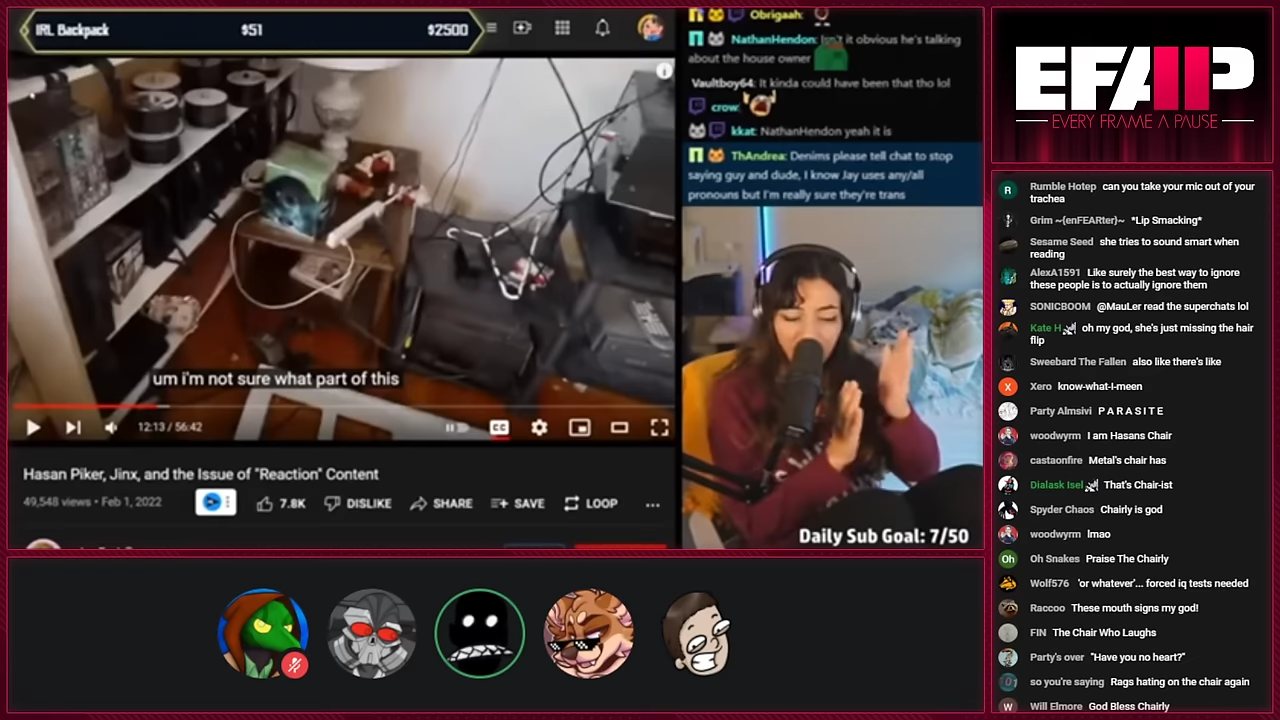 IRL Backpack
$51
$2500
Obrigaah:
NathanHendon: Isn't it obvious he's talking
about the house owner
Vaultboy64: It kinda could have been that tho lol
crow:
kkat: NathanHendon yeah it is
ThAndrea: Denims please tell chat to stop
saying guy and dude, I know Jay uses any/all
pronouns but I'm really sure they're trans
um i'm not sure what part of this
12:13 / 56:42
CC
Hasan Piker, Jinx, and the Issue of "Reaction" Content
49,548 views • Feb 1, 2022
7.8K
DISLIKE
SHARE
SAVE
LOOP
Daily Sub Goal: 7/50
EFAP
EVERY FRAME A PAUSE
R
Rumble Hotep can you take your mic out of your
trachea
Grim ~{enFEARter}~ *Lip Smacking*
Sesame Seed she tries to sound smart when
reading
AlexA1591 Like surely the best way to ignore
these people is to actually ignore them
SONICBOOM @MauLer read the superchats lol
Kate H oh my god, she's just missing the hair
flip
Sweebard The Fallen also like there's like
X
Xero know-what-I-meen
Party Almsivi P A R A S I T E
woodwyrm I am Hasans Chair
castaonfire Metal's chair has
Dialask Isel That's Chair-ist
Spyder Chaos Chairly is god
woodwyrm lmao
Oh
Oh Snakes Praise The Chairly
Wolf576 'or whatever'... forced iq tests needed
Raccoo These mouth signs my god!
FIN The Chair Who Laughs
Party's over "Have you no heart?"
so you're saying Rags hating on the chair again
W
Will Elmore God Bless Chairly